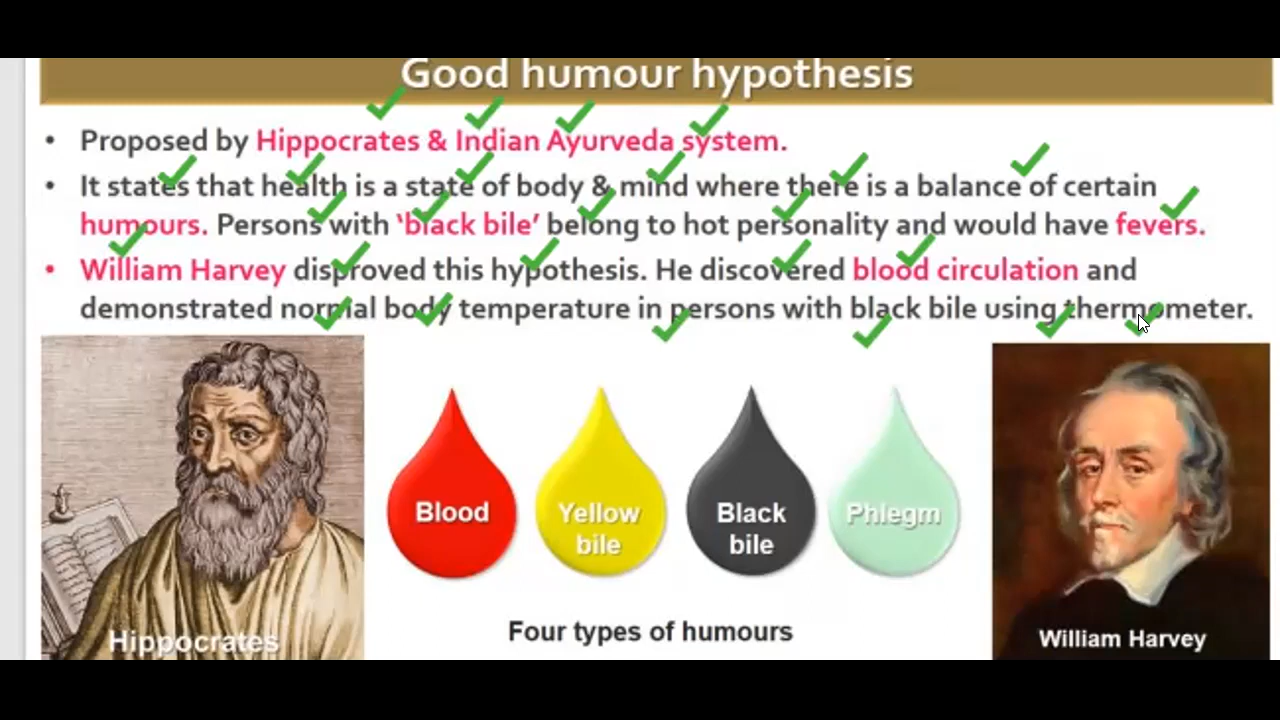 Good humour hypothesis
• Proposed by Hippocrates & Indian Ayurveda system.
• It states that health is a state of body & mind where there is a balance of certain
humours. Persons with ‘black bile’ belong to hot personality and would have fevers.
• William Harvey disproved this hypothesis. He discovered blood circulation and
demonstrated normal body temperature in persons with black bile using thermometer.
Blood
Yellow
bile
Black
bile
Phlegm
Four types of humours
Hippocrates
William Harvey